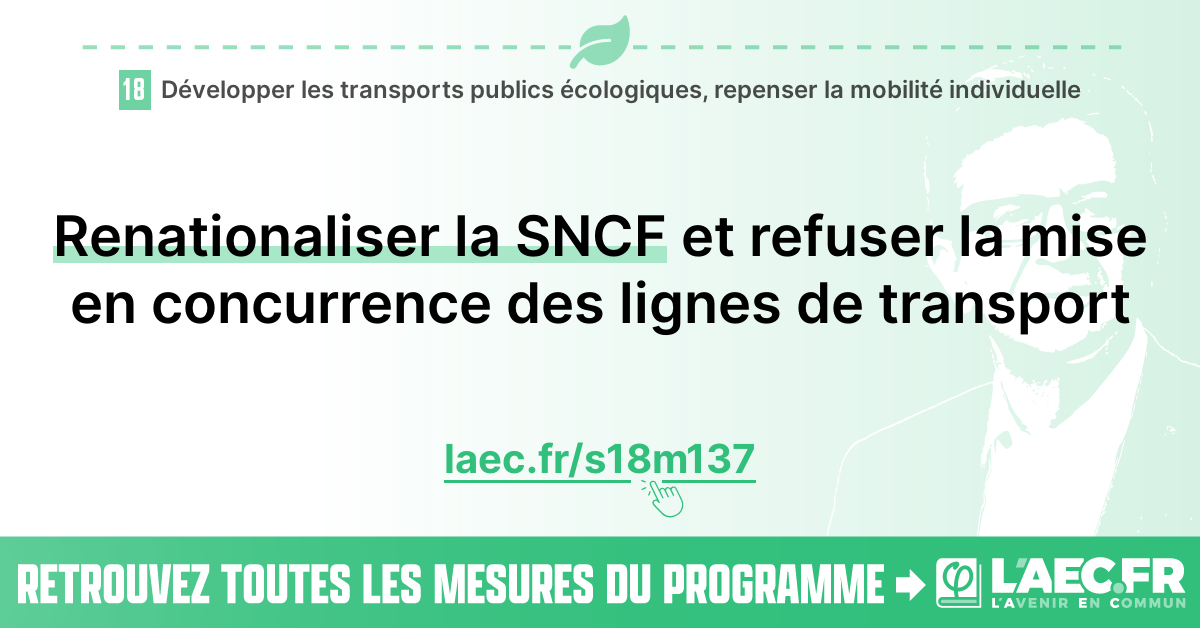 18 Développer les transports publics écologiques, repenser la mobilité individuelle
Renationaliser la SNCF et refuser la mise
en concurrence des lignes de transport
laec.fr/s18m137
RETROUVEZ TOUTES LES MESURES DU PROGRAMME
φ L'AEC.FR
L'AVENIR EN COMMUN